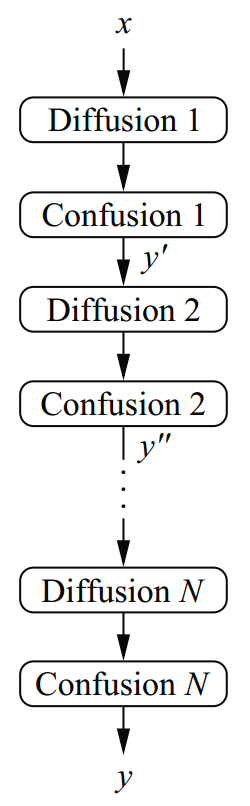 x
Diffusion 1
Confusion 1
y′
Diffusion 2
Confusion 2
y″
Diffusion N
Confusion N
y